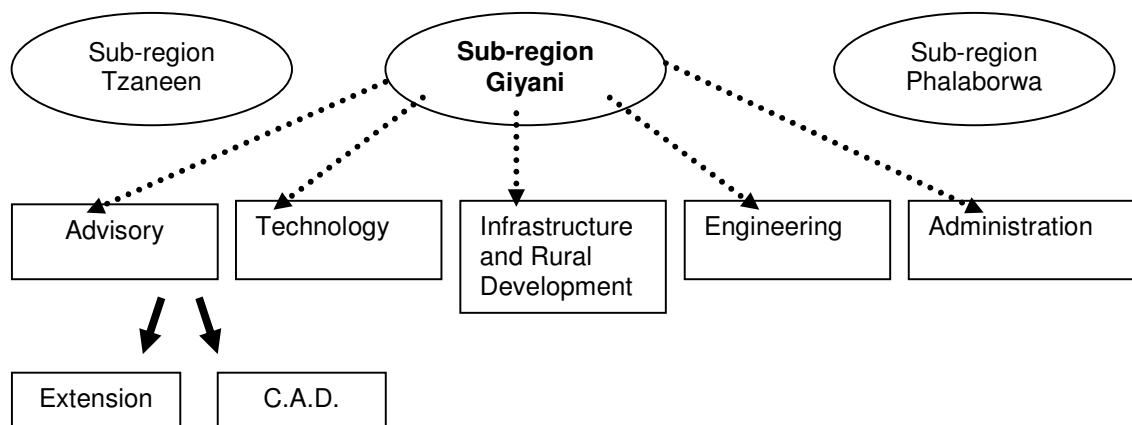 Sub-region
Tzaneen
Sub-region
Giyani
Sub-region
Phalaborwa
Advisory
Technology
Infrastructure
and Rural
Development
Engineering
Administration
Extension
C.A.D.